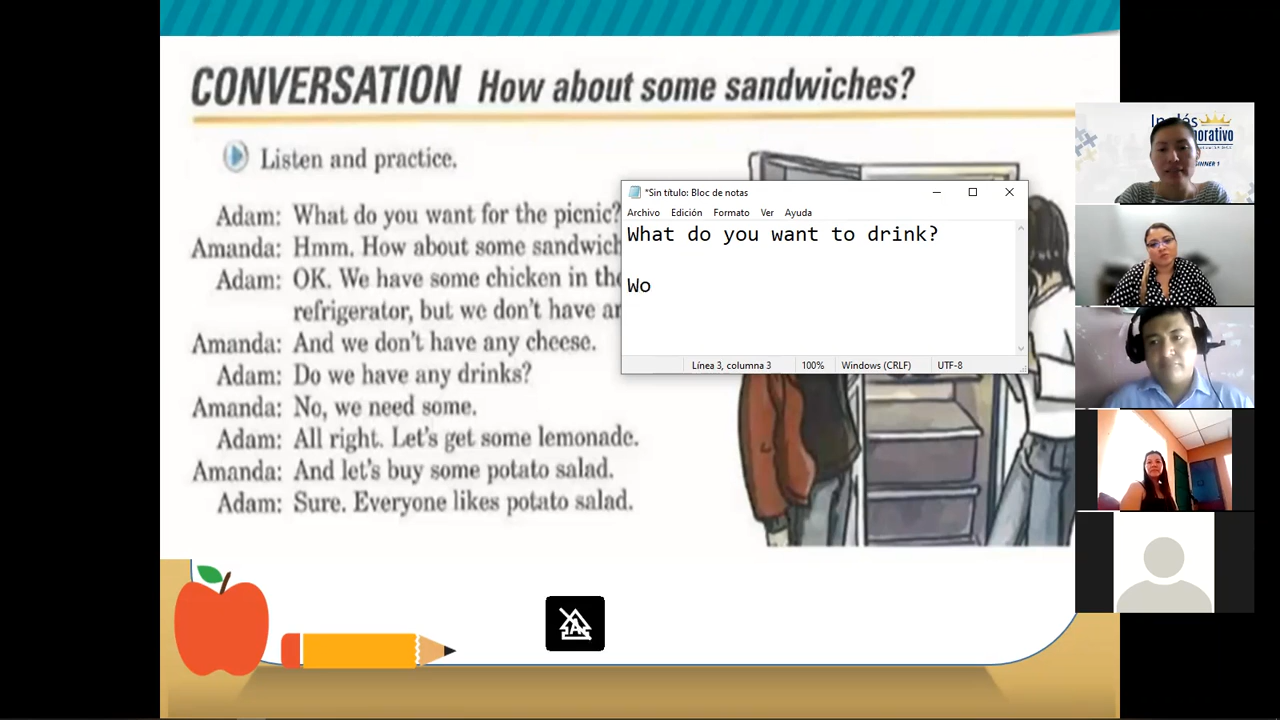 CONVERSATION How about some sandwiches?
Listen and practice.
Adam: What do you want for the picnic?
Amanda: Hmm. How about some sandwich
Adam: OK. We have some chicken in the
refrigerator, but we don't have an
Amanda: And we don't have any cheese.
Adam: Do we have any drinks?
Amanda: No, we need some.
Adam: All right. Let's get some lemonade.
Amanda: And let's buy some potato salad.
Adam: Sure. Everyone likes potato salad.
*Sin título: Bloc de notas
Archivo Edición Formato Ver Ayuda
What do you want to drink?
Wo
Línea 3, columna 3 100% Windows (CRLF) UTF-8